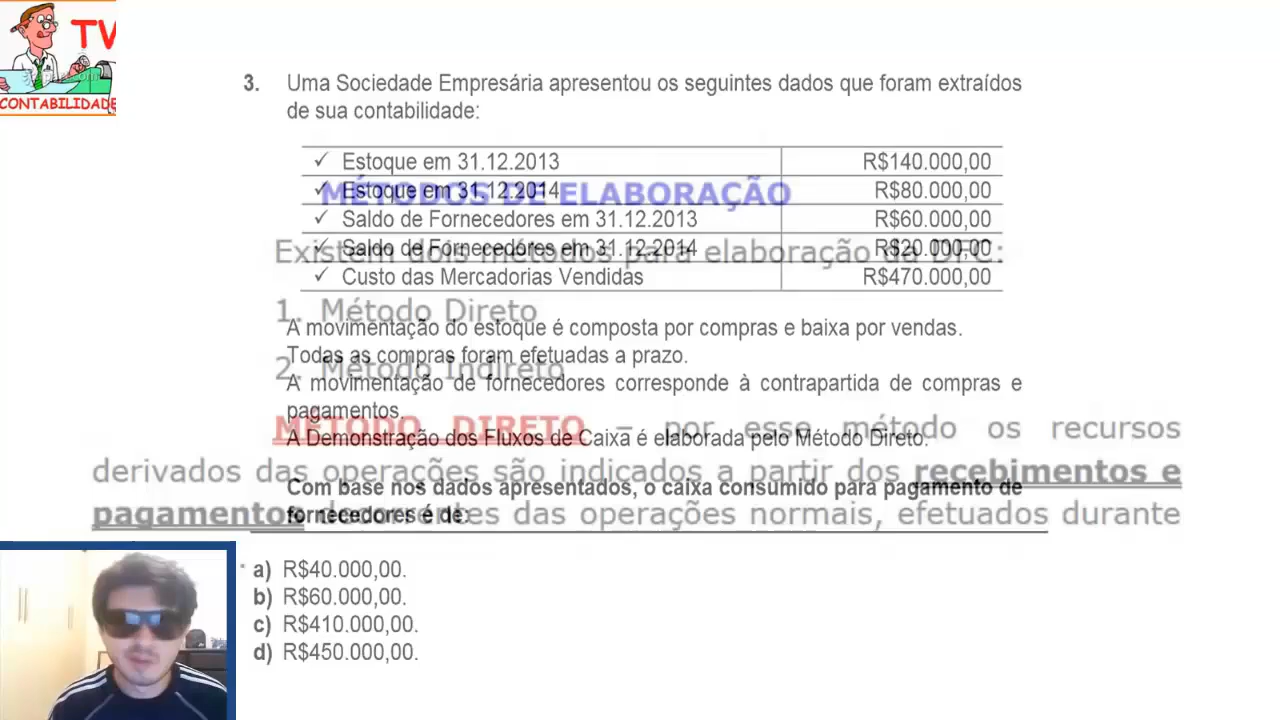 TV
CONTABILIDADE
3. Uma Sociedade Empresária apresentou os seguintes dados que foram extraídos
de sua contabilidade:
✓ Estoque em 31.12.2013 R$140.000,00
✓ Estoque em 31.12.2014 R$80.000,00
MÉTODOS DE ELABORAÇÃO
✓ Saldo de Fornecedores em 31.12.2013 R$60.000,00
✓ Saldo de Fornecedores em 31.12.2014 R$20.000,00
Existem dois métodos para elaboração da DFC:
✓ Custo das Mercadorias Vendidas R$470.000,00
1. Método Direto
A movimentação do estoque é composta por compras e baixa por vendas.
Todas as compras foram efetuadas a prazo.
2. Método Indireto
A movimentação de fornecedores corresponde à contrapartida de compras e
pagamentos.
MÉTODO DIRETO – por esse método os recursos
A Demonstração dos Fluxos de Caixa é elaborada pelo Método Direto.
derivados das operações são indicados a partir dos recebimentos e
Com base nos dados apresentados, o caixa consumido para pagamento de
fornecedores é de:
pagamentos decorrentes das operações normais, efetuados durante
a) R$40.000,00.
b) R$60.000,00.
c) R$410.000,00.
d) R$450.000,00.